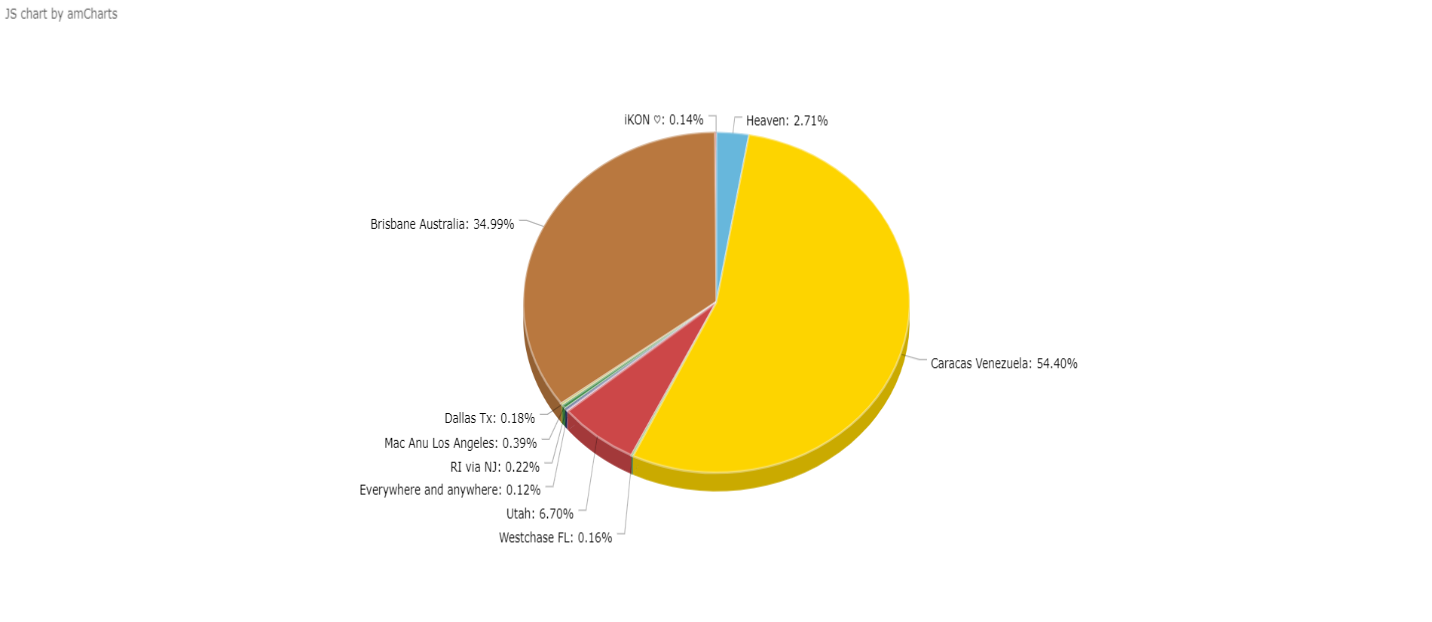 JS chart by amCharts
iKON ♡: 0.14%
Heaven: 2.71%
Brisbane Australia: 34.99%
Caracas Venezuela: 54.40%
Dallas Tx: 0.18%
Mac Anu Los Angeles: 0.39%
RI via NJ: 0.22%
Everywhere and anywhere: 0.12%
Utah: 6.70%
Westchase FL: 0.16%